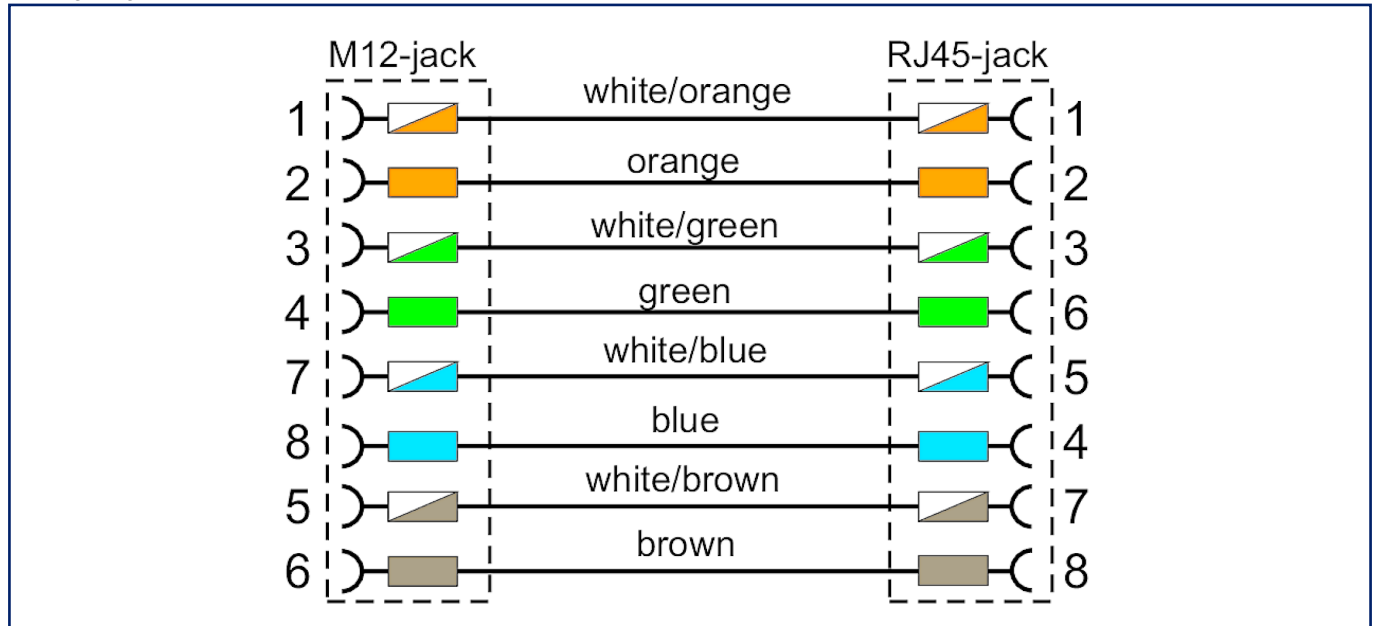 M12-jack RJ45-jack
1 white/orange 1
2 orange 2
3 white/green 3
4 green 6
7 white/blue 5
8 blue 4
5 white/brown 7
6 brown 8